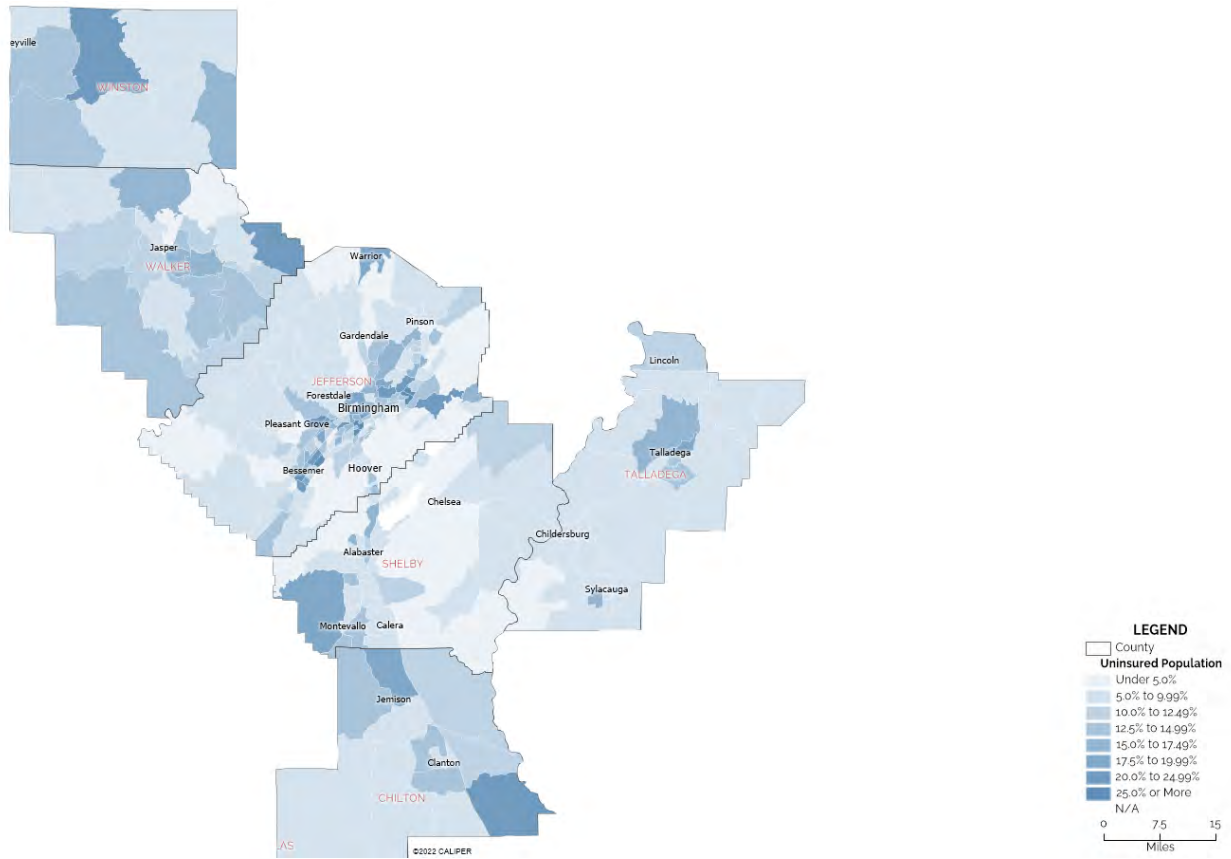 eyville
WINSTON
Jasper
WALKER
Warrior
Pinson
Gardendale
Lincoln
JEFFERSON
Forestdale
Birmingham
Pleasant Grove
Talladega
Bessemer
Hoover
TALLADEGA
Chelsea
Childersburg
Alabaster
SHELBY
Sylacauga
Montevallo
Calera
Jemison
Clanton
CHILTON
AS
©2022 CALIPER
LEGEND
County
Uninsured Population
Under 5.0%
5.0% to 9.99%
10.0% to 12.49%
12.5% to 14.99%
15.0% to 17.49%
17.5% to 19.99%
20.0% to 24.99%
25.0% or More
N/A
0 7.5 15
Miles